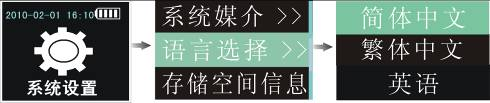 2010-02-01 16:10
系统设置
系统媒介 >>
语言选择 >>
存储空间信息
简体中文
繁体中文
英语